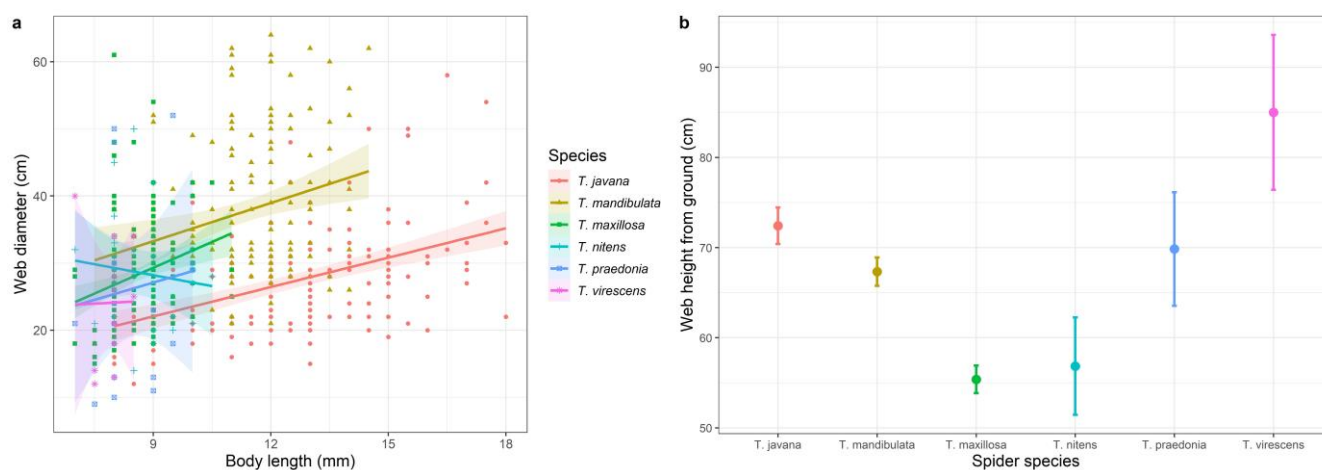 a
Web diameter (cm)
60
40
20
9
12
15
18
Body length (mm)
Species
T. javana
T. mandibulata
T. maxillosa
T. nitens
T. praedonia
T. virescens
b
Web height from ground (cm)
90
80
70
60
50
T. javana
T. mandibulata
T. maxillosa
T. nitens
T. praedonia
T. virescens
Spider species